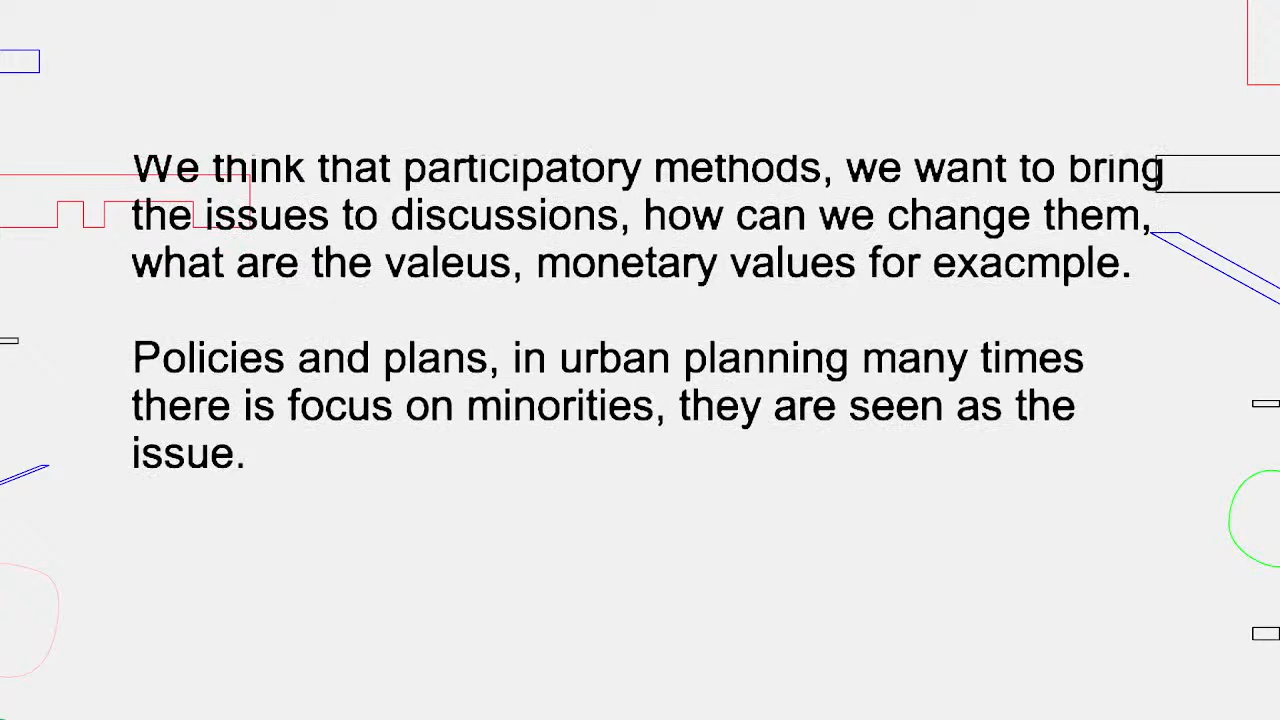 We think that participatory methods, we want to bring
the issues to discussions, how can we change them,
what are the valeus, monetary values for exacmple.
Policies and plans, in urban planning many times
there is focus on minorities, they are seen as the
issue.